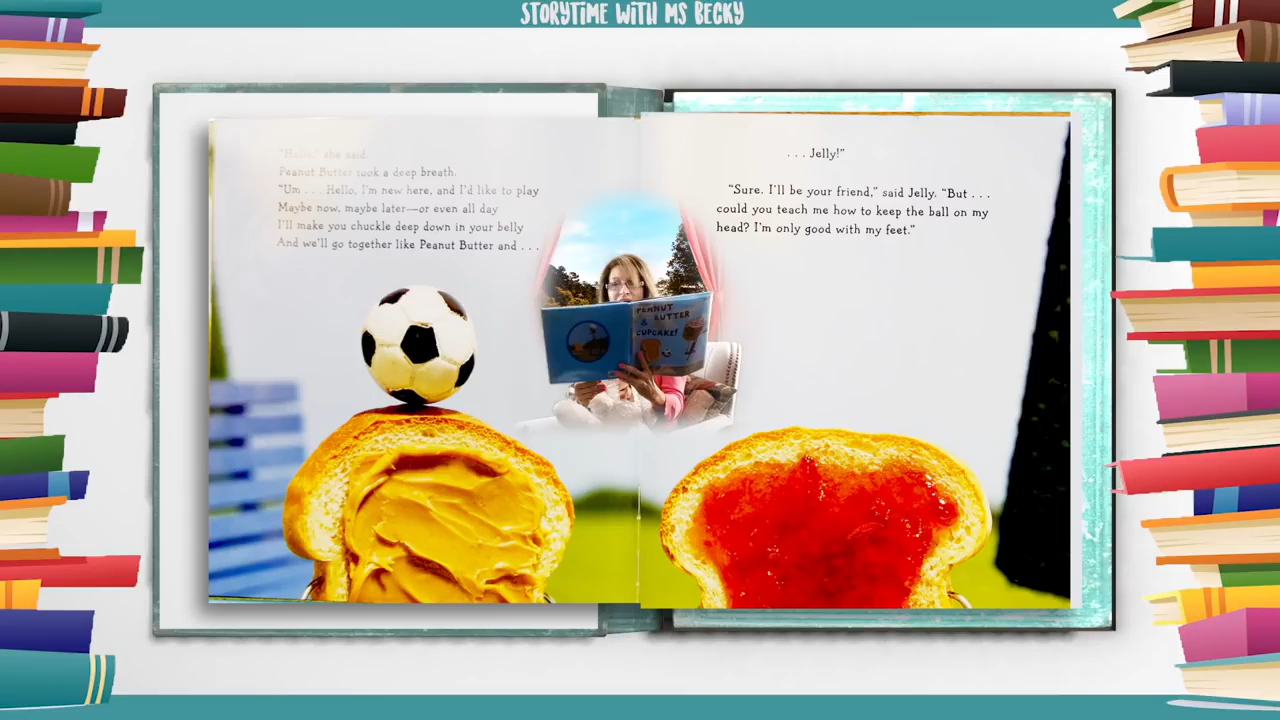 STORYTIME WITH MS BECKY
"Hello," she said.
Peanut Butter took a deep breath.
"Um . . . Hello, I'm new here, and I'd like to play
Maybe now, maybe later—or even all day
I'll make you chuckle deep down in your belly
And we'll go together like Peanut Butter and . . .
. . . Jelly!"
"Sure. I'll be your friend," said Jelly. "But . . .
could you teach me how to keep the ball on my
head? I'm only good with my feet."
PEANUT
BUTTER
&
CUPCAKE!